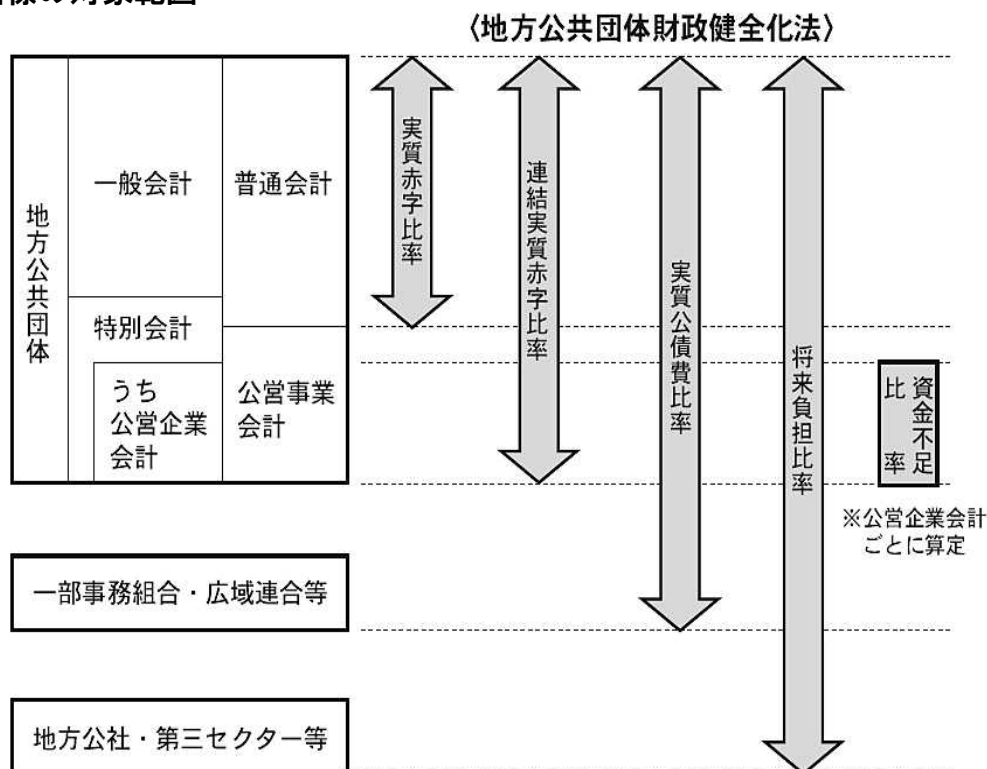 〈地方公共団体財政健全化法〉
地方公共団体
一般会計
普通会計
特別会計
うち
公営企業
会計
公営事業
会計
実質赤字比率
連結実質赤字比率
実質公債費比率
将来負担比率
資金不足
比率
※公営企業会計
ごとに算定
一部事務組合・広域連合等
地方公社・第三セクター等